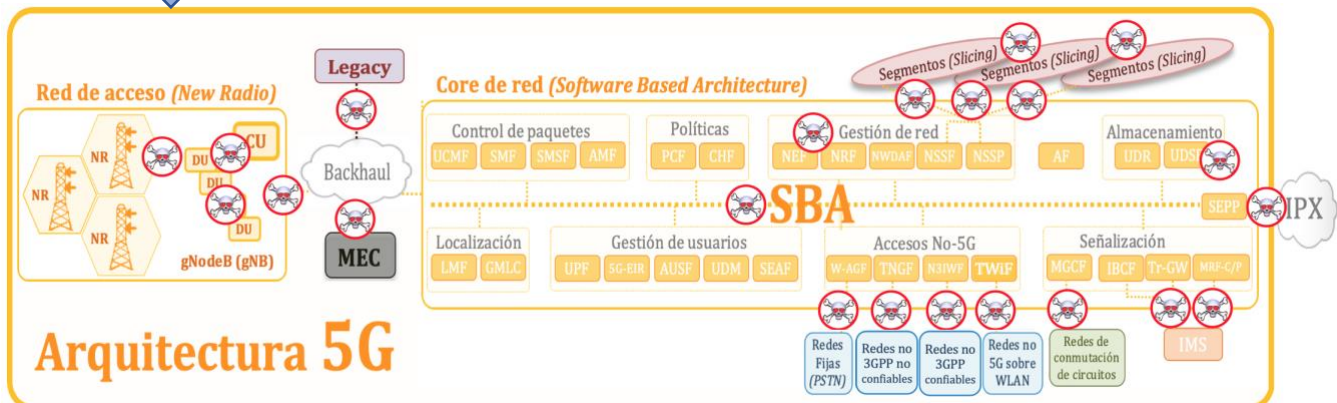 Legacy
Red de acceso (New Radio)
NR
NR
NR
CU
DU
DU
DU
gNodeB (gNB)
Backhaul
MEC
Arquitectura 5G
Core de red (Software Based Architecture)
Segmentos (Slicing)
Segmentos (Slicing)
Segmentos (Slicing)
Control de paquetes
UCMF SMF SMSF AMF
Políticas
PCF CHF
Gestión de red
NEF NRF NWDAF NSSF NSSP
AF
Almacenamiento
UDR
SBA
SEPP
IPX
Localización
LMF GMLC
Gestión de usuarios
UPF 5G-EIR AUSF UDM SEAF
Accesos No-5G
W-AGF TNGF N3IWF TWiF
Señalización
MGCF IBCF Tr-GW MRF-C/P
Redes
Fijas
(PSTN)
Redes no
3GPP no
confiables
Redes no
3GPP
confiables
Redes no
5G sobre
WLAN
Redes de
conmutación
de circuitos
IMS